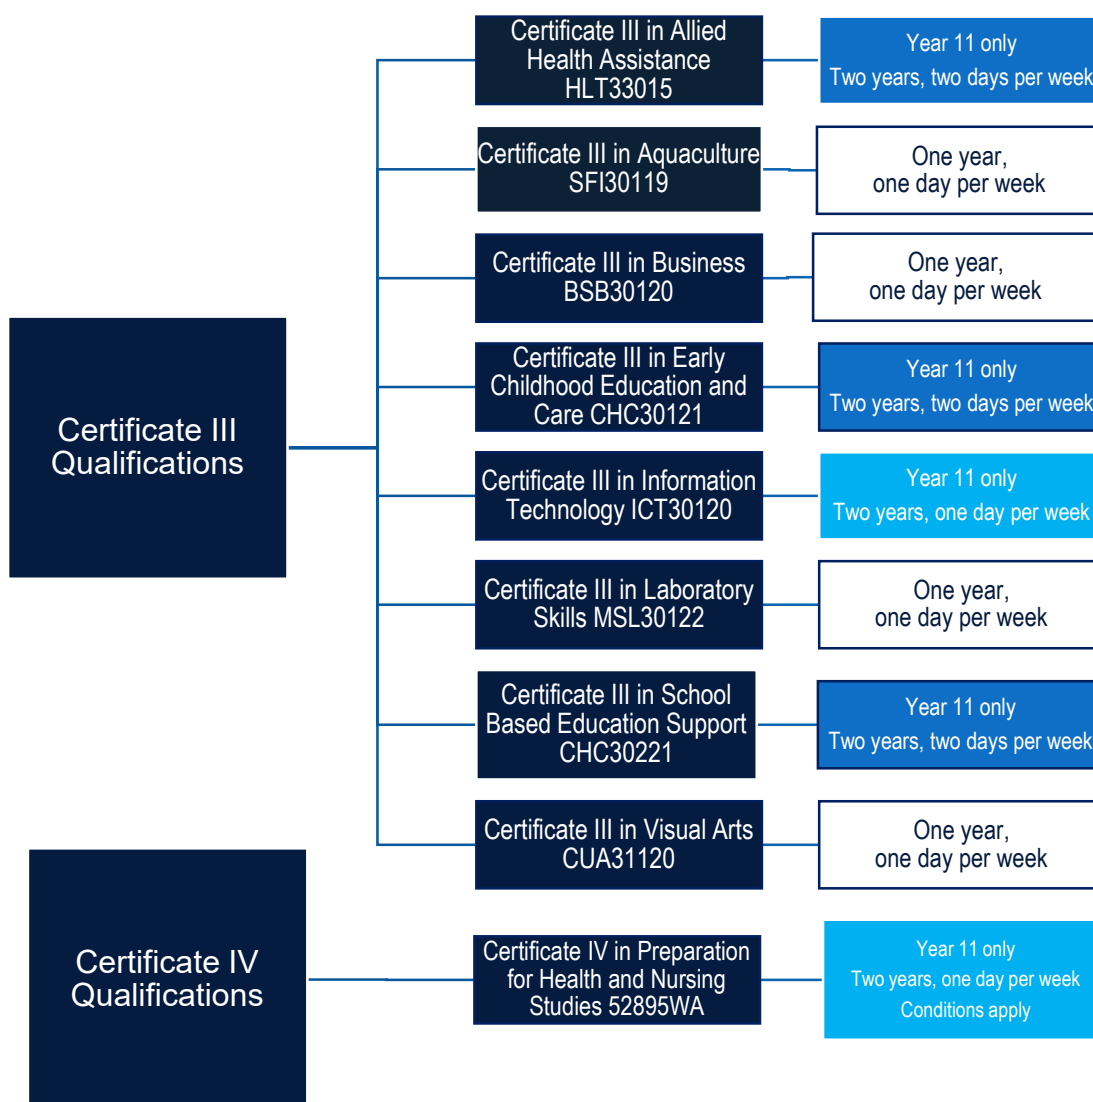 Certificate III
Qualifications
Certificate III in Allied
Health Assistance
HLT33015
Year 11 only
Two years, two days per week
Certificate III in Aquaculture
SFI30119
One year,
one day per week
Certificate III in Business
BSB30120
One year,
one day per week
Certificate III in Early
Childhood Education and
Care CHC30121
Year 11 only
Two years, two days per week
Certificate III in Information
Technology ICT30120
Year 11 only
Two years, one day per week
Certificate III in Laboratory
Skills MSL30122
One year,
one day per week
Certificate III in School
Based Education Support
CHC30221
Year 11 only
Two years, two days per week
Certificate III in Visual Arts
CUA31120
One year,
one day per week
Certificate IV
Qualifications
Certificate IV in Preparation
for Health and Nursing
Studies 52895WA
Year 11 only
Two years, one day per week
Conditions apply